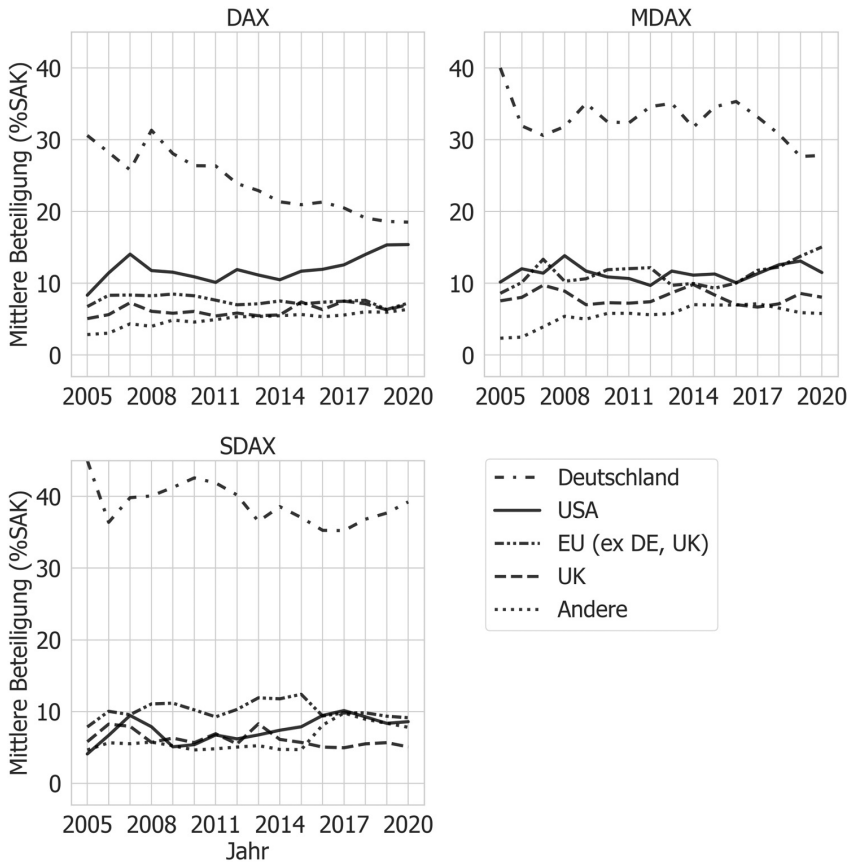 DAX
Mittlere Beteiligung (%SAK)
40
30
20
10
0
2005 2008 2011 2014 2017 2020
MDAX
40
30
20
10
0
2005 2008 2011 2014 2017 2020
SDAX
Mittlere Beteiligung (%SAK)
40
30
20
10
0
2005 2008 2011 2014 2017 2020
Jahr
Deutschland
USA
EU (ex DE, UK)
UK
Andere